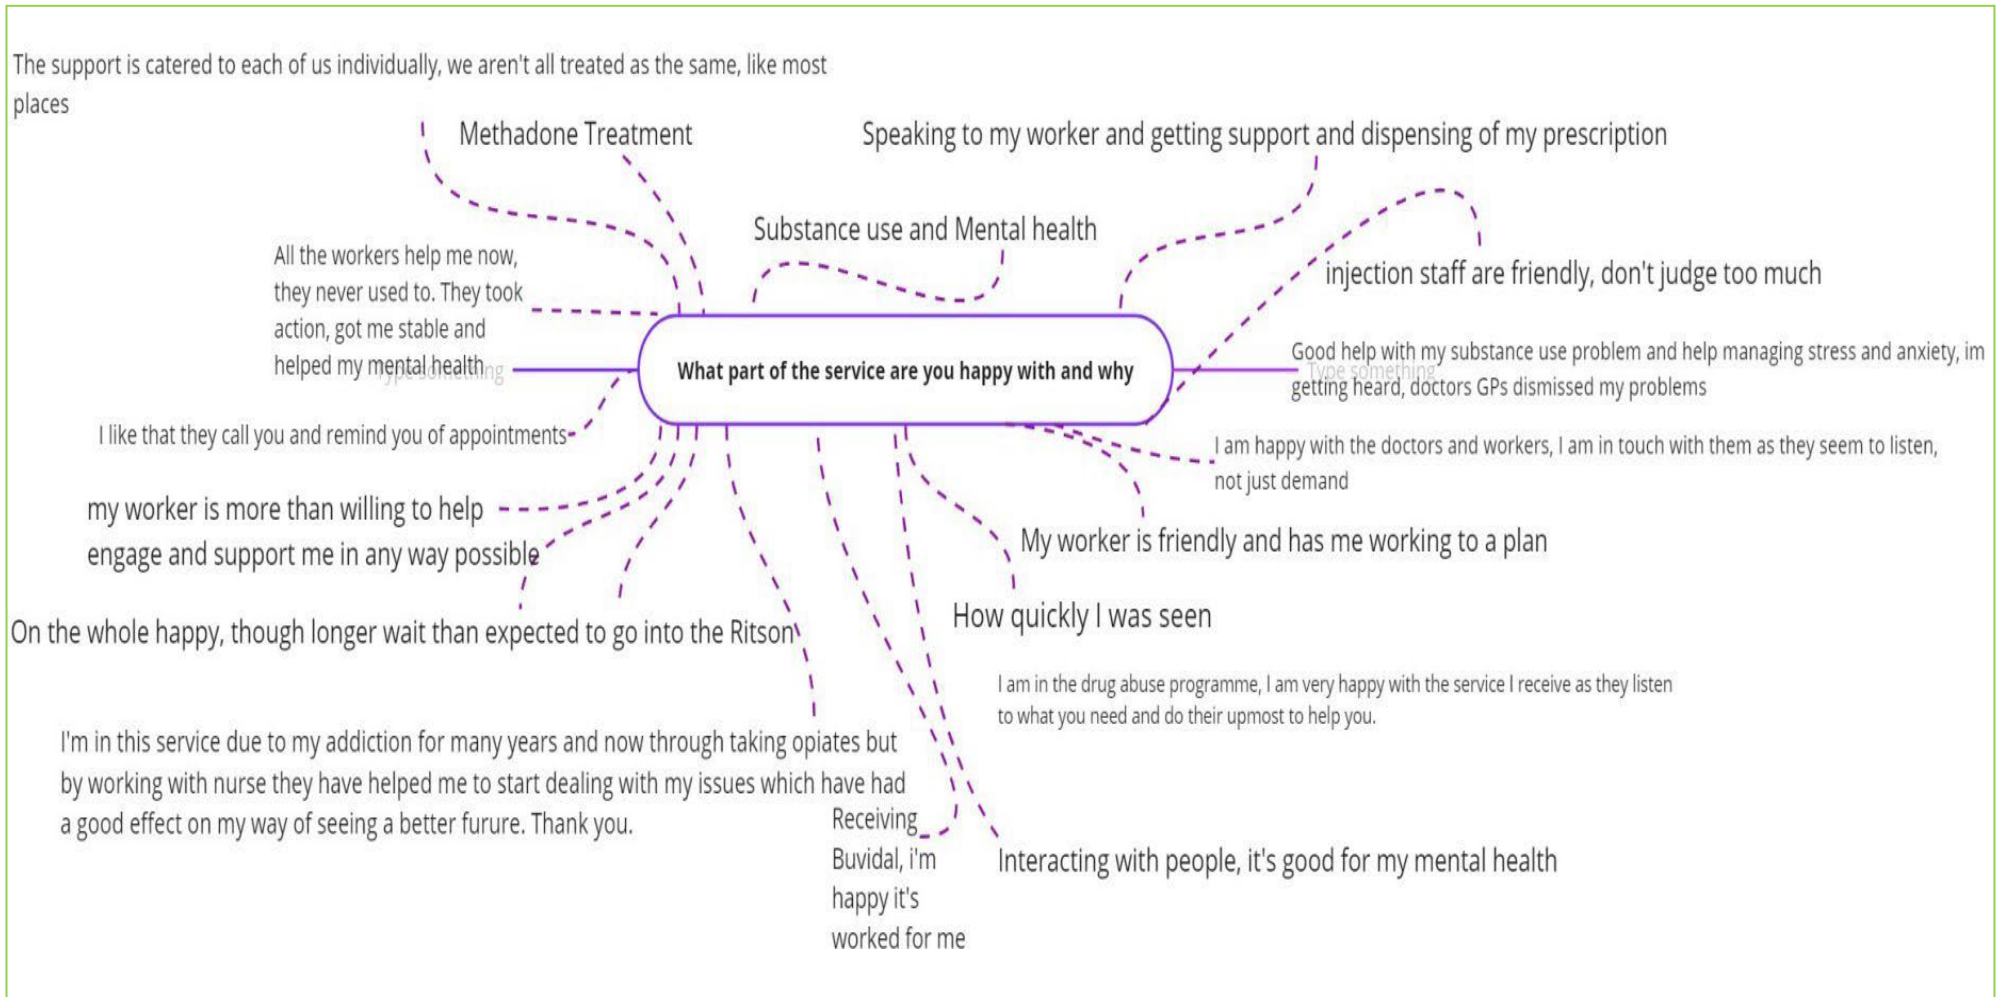 The support is catered to each of us individually, we aren't all treated as the same, like most
places
Methadone Treatment
Speaking to my worker and getting support and dispensing of my prescription
Substance use and Mental health
All the workers help me now,
they never used to. They took
action, got me stable and
helped my mental health
Type something
injection staff are friendly, don't judge too much
What part of the service are you happy with and why
Good help with my substance use problem and help managing stress and anxiety, im
Type something
getting heard, doctors GPs dismissed my problems
I like that they call you and remind you of appointments
I am happy with the doctors and workers, I am in touch with them as they seem to listen,
not just demand
my worker is more than willing to help
engage and support me in any way possible
My worker is friendly and has me working to a plan
On the whole happy, though longer wait than expected to go into the Ritson
How quickly I was seen
I am in the drug abuse programme, I am very happy with the service I receive as they listen
to what you need and do their upmost to help you.
I'm in this service due to my addiction for many years and now through taking opiates but
by working with nurse they have helped me to start dealing with my issues which have had
a good effect on my way of seeing a better furure. Thank you.
Receiving
Buvidal, i'm
happy it's
worked for me
Interacting with people, it's good for my mental health